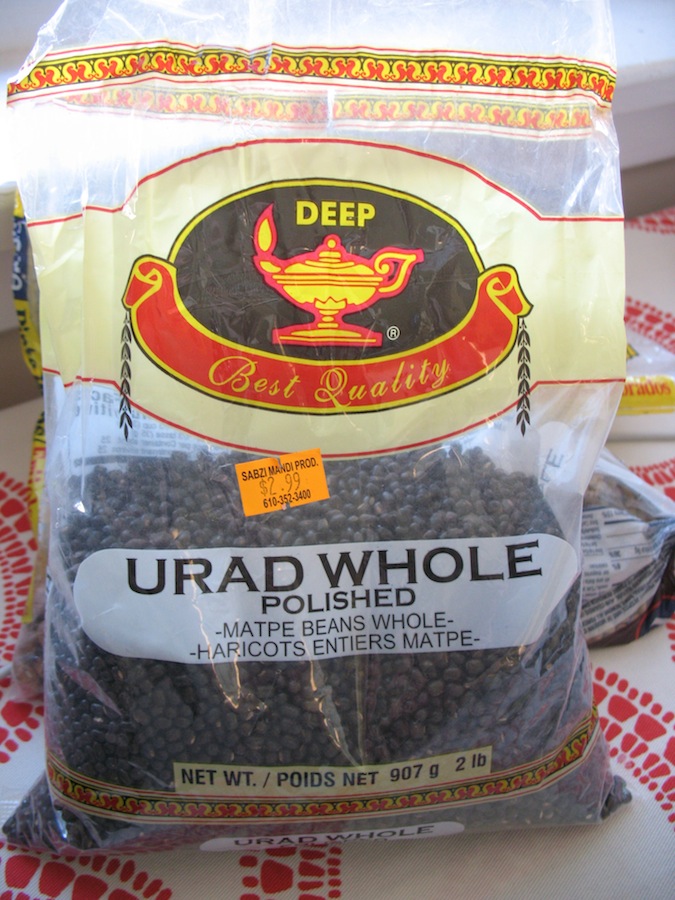 DEEP
®
Best Quality
SABZI MANDI PROD.
$2.99
610-352-3400
URAD WHOLE
POLISHED
-MATPE BEANS WHOLE-
-HARICOTS ENTIERS MATPE-
NET WT. / POIDS NET 907 g 2 lb
URAD WHOLE